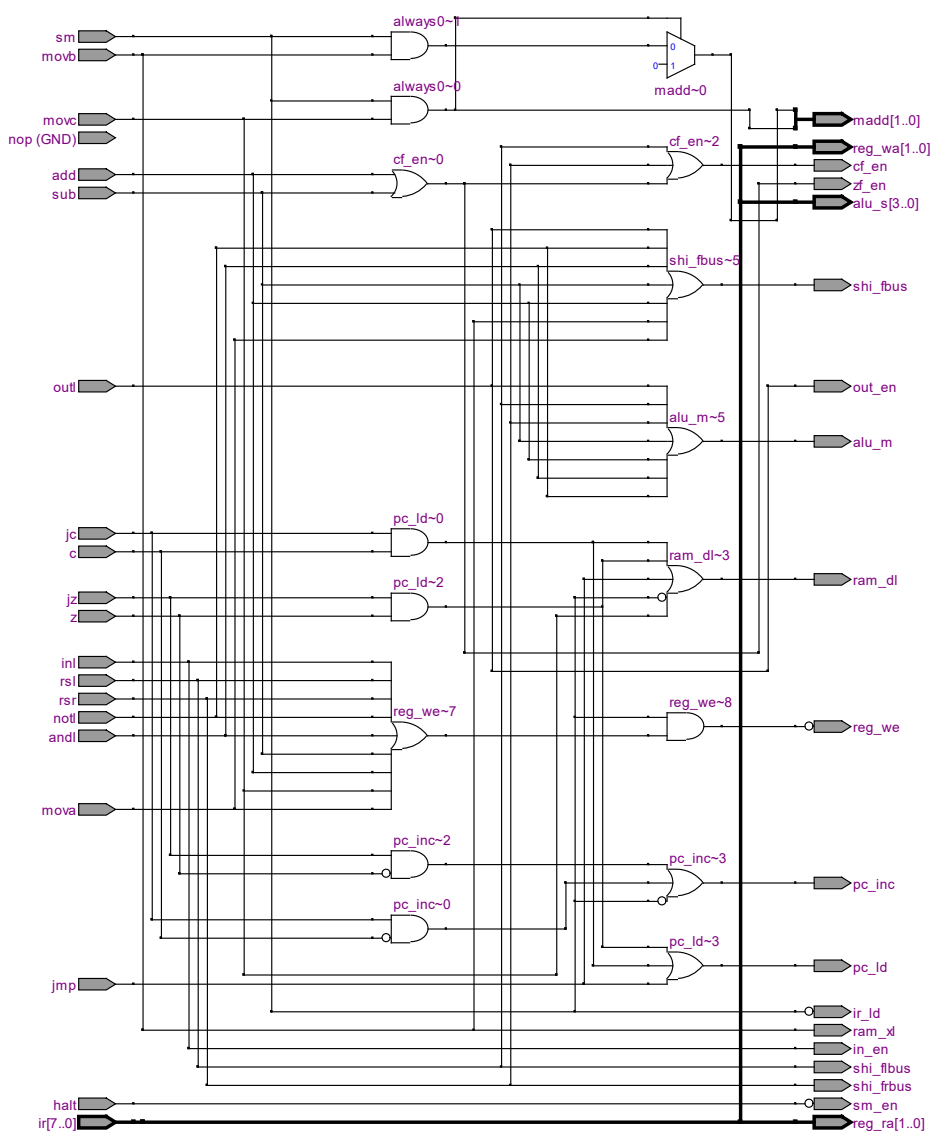 always0~1
sm
0
movb
0 1
madd~0
always0~0
movc
madd[1..0]
nop (GND)
cf_en~2
reg_wa[1..0]
cf_en~0
cf_en
add
zf_en
sub
alu_s[3..0]
shi_fbus~5
shi_fbus
outl
out_en
alu_m~5
alu_m
pc_ld~0
jc
c
ram_dl~3
pc_ld~2
ram_dl
jz
z
inl
rsl
rsr
reg_we~8
notl
reg_we~7
reg_we
andl
mova
pc_inc~2
pc_inc~3
pc_inc
pc_inc~0
pc_ld~3
pc_ld
jmp
ir_ld
ram_xl
in_en
shi_flbus
shi_frbus
halt
sm_en
ir[7..0]
reg_ra[1..0]